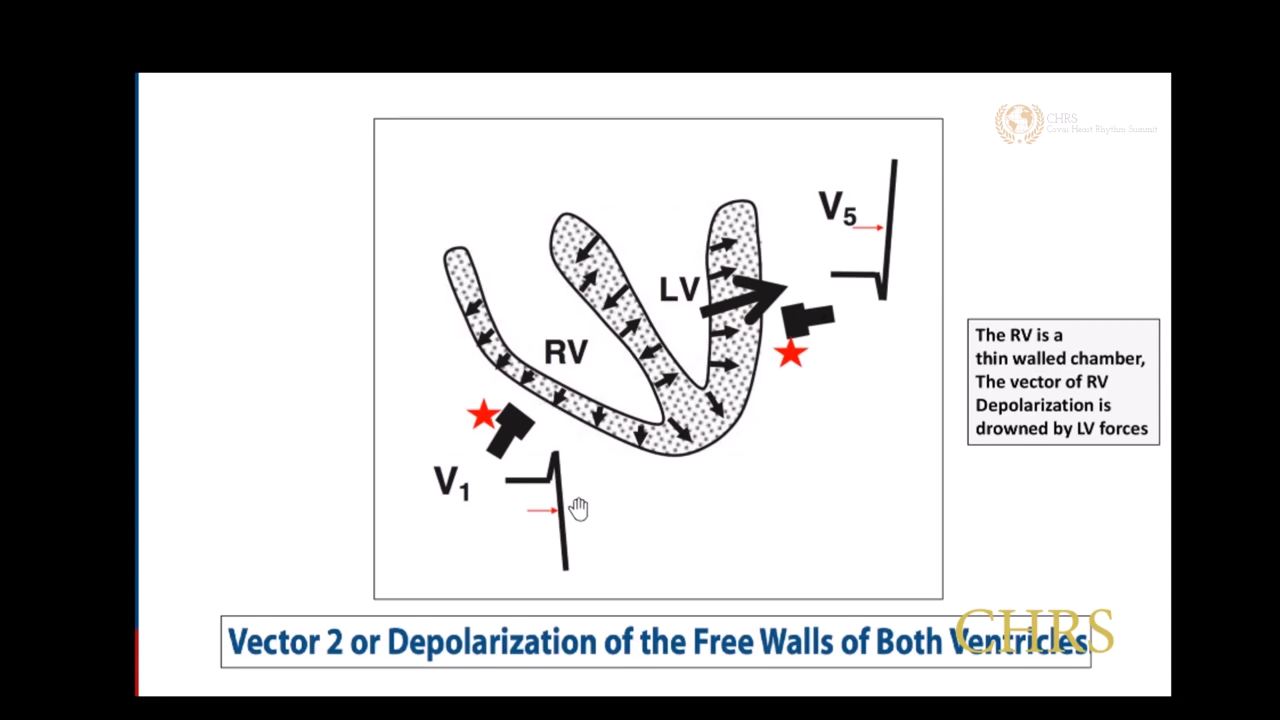 CHRS
Covai Heart Rhythm Summit
V5
LV
RV
V1
The RV is a
thin walled chamber,
The vector of RV
Depolarization is
drowned by LV forces
Vector 2 or Depolarization of the Free Walls of Both Ventricles
CHRS